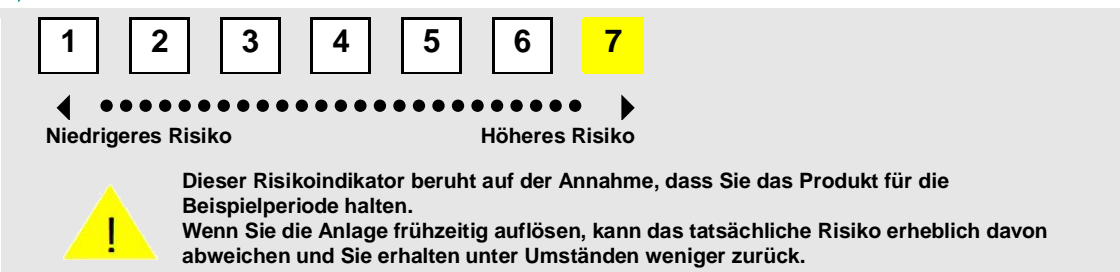 1 2 3 4 5 6 7
Niedrigeres Risiko Höheres Risiko
Dieser Risikoindikator beruht auf der Annahme, dass Sie das Produkt für die
Beispielperiode halten.
! Wenn Sie die Anlage frühzeitig auflösen, kann das tatsächliche Risiko erheblich davon
abweichen und Sie erhalten unter Umständen weniger zurück.